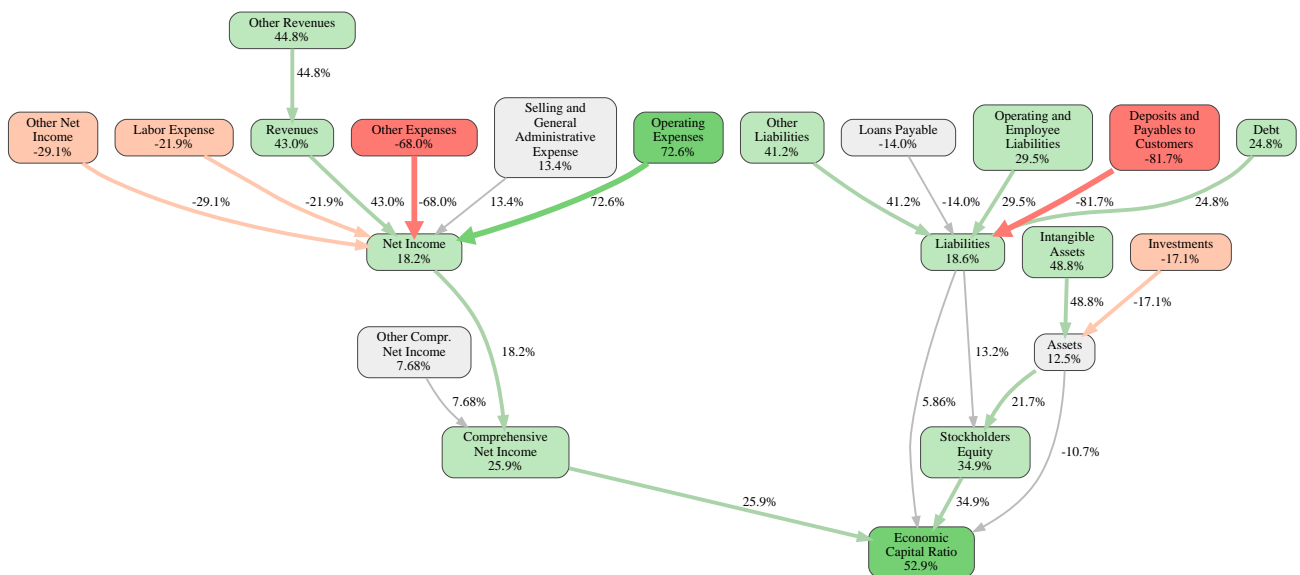 Other Revenues
44.8%
44.8%
Other Net
Income
-29.1%
Labor Expense
-21.9%
Revenues
43.0%
Other Expenses
-68.0%
Selling and
General
Administrative
Expense
13.4%
Operating
Expenses
72.6%
Other
Liabilities
41.2%
Loans Payable
-14.0%
Operating and
Employee
Liabilities
29.5%
Deposits and
Payables to
Customers
-81.7%
Debt
24.8%
-29.1%
-21.9%
43.0%
-68.0%
13.4%
72.6%
41.2%
-14.0%
29.5%
-81.7%
24.8%
Net Income
18.2%
Liabilities
18.6%
Intangible
Assets
48.8%
Investments
-17.1%
48.8%
-17.1%
Other Compr.
Net Income
7.68%
18.2%
13.2%
Assets
12.5%
7.68%
5.86%
21.7%
Comprehensive
Net Income
25.9%
Stockholders
Equity
34.9%
-10.7%
25.9%
34.9%
Economic
Capital Ratio
52.9%